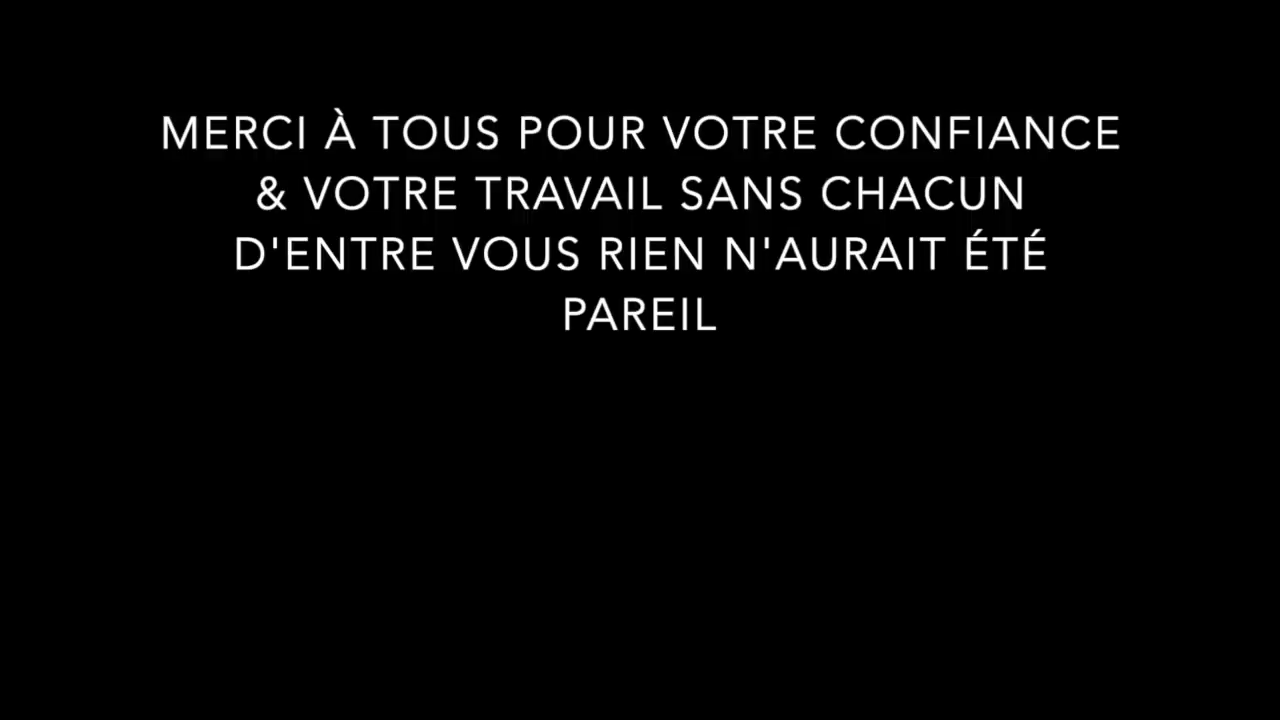 MERCI À TOUS POUR VOTRE CONFIANCE
& VOTRE TRAVAIL SANS CHACUN
D'ENTRE VOUS RIEN N'AURAIT ÉTÉ
PAREIL